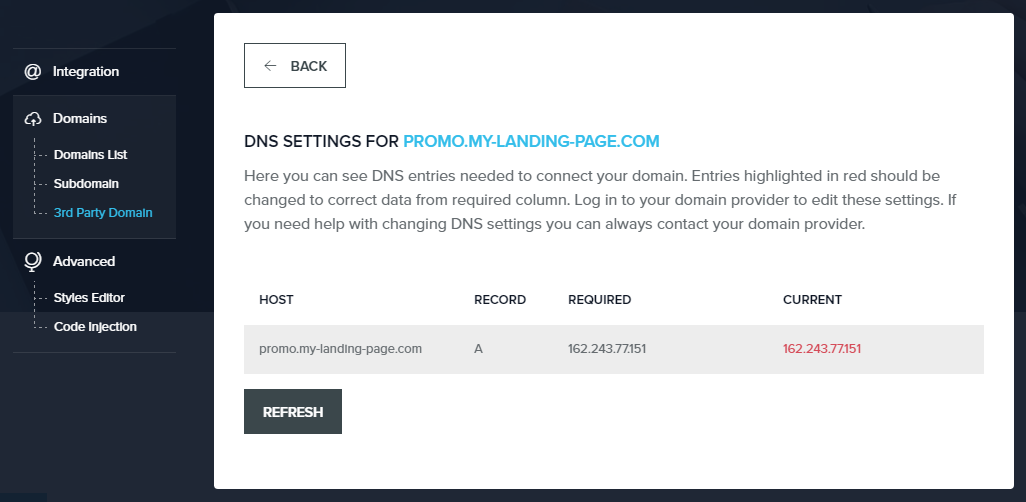 @ Integration
Domains
Domains List
Subdomain
3rd Party Domain
Advanced
Styles Editor
Code Injection
← BACK
DNS SETTINGS FOR PROMO.MY-LANDING-PAGE.COM
Here you can see DNS entries needed to connect your domain. Entries highlighted in red should be
changed to correct data from required column. Log in to your domain provider to edit these settings. If
you need help with changing DNS settings you can always contact your domain provider.
HOST RECORD REQUIRED CURRENT
promo.my-landing-page.com A 162.243.77.151 162.243.77.151
REFRESH